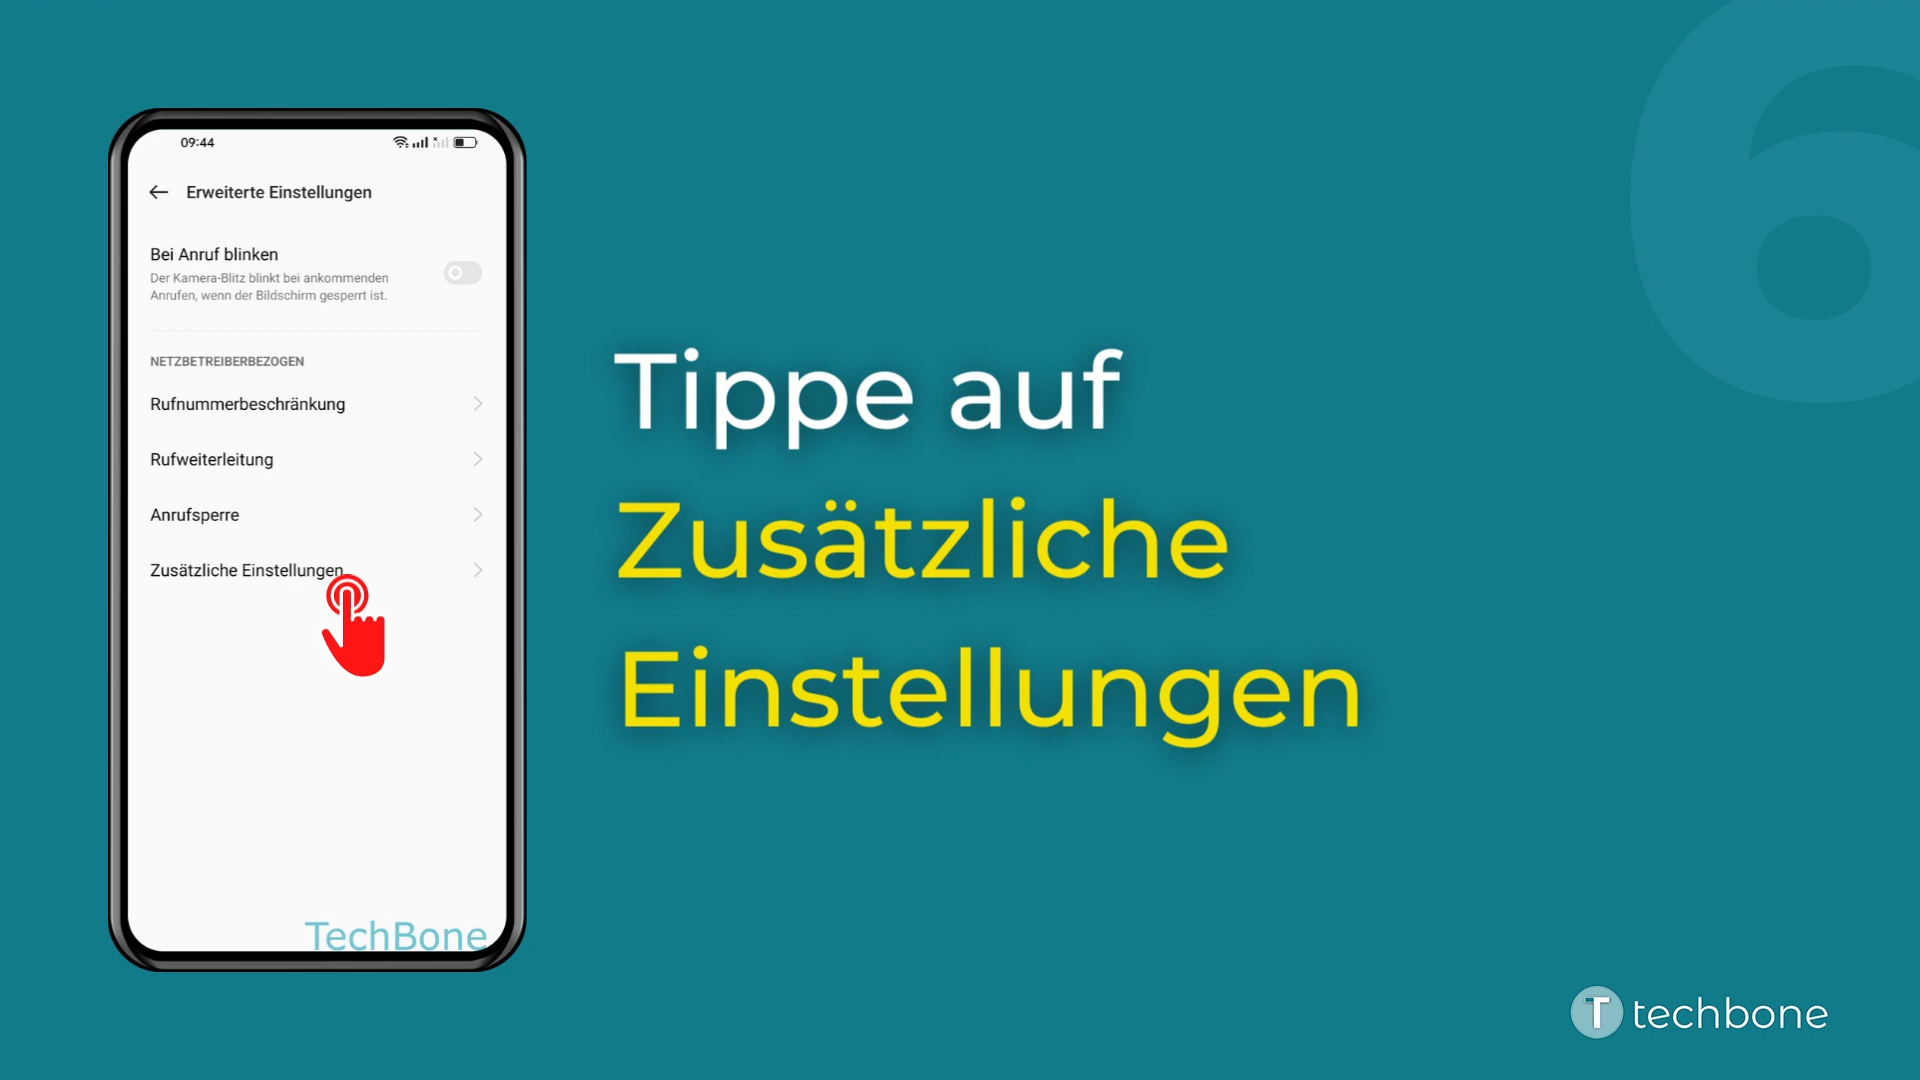 6
09:44
Erweiterte Einstellungen
Bei Anruf blinken
Der Kamera-Blitz blinkt bei ankommenden
Anrufen, wenn der Bildschirm gesperrt ist.
NETZBETREIBERBEZOGEN
Rufnummerbeschränkung
Rufweiterleitung
Anrufsperre
Zusätzliche Einstellungen
TechBone
Tippe auf
Zusätzliche
Einstellungen
T techbone